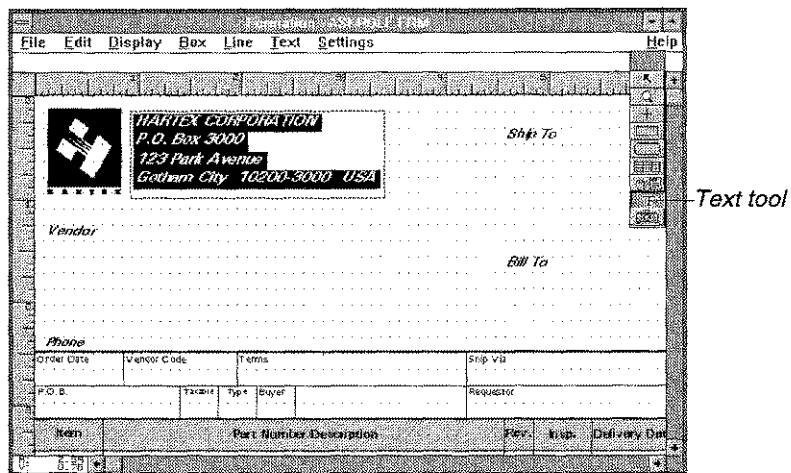 File Edit Display Box Line Text Settings Help
HARTEX CORPORATION
P.O. Box 3000
123 Park Avenue
Gotham City 10200-3000 USA
Ship To
Text tool
Vendor
Bill To
Phone
Order Date Vendor Code Terms Ship Via
F.O.B. Taxable Type Buyer Requestor
Item Part Number/Description Rev. Insp. Delivery Dat